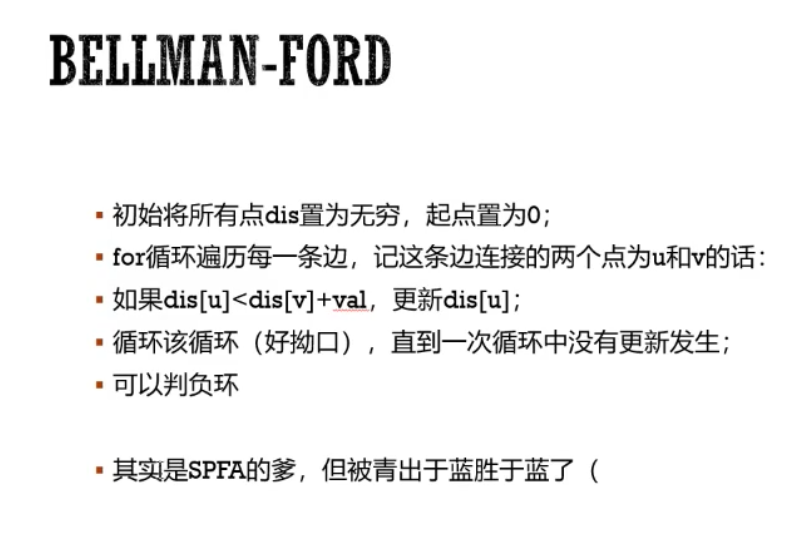 BELLMAN-FORD
▪ 初始将所有点dis置为无穷，起点置为0；
▪ for循环遍历每一条边，记这条边连接的两个点为u和v的话：
▪ 如果dis[u]<dis[v]+val，更新dis[u]；
▪ 循环该循环（好拗口），直到一次循环中没有更新发生；
▪ 可以判负环
▪ 其实是SPFA的爹，但被青出于蓝胜于蓝了（